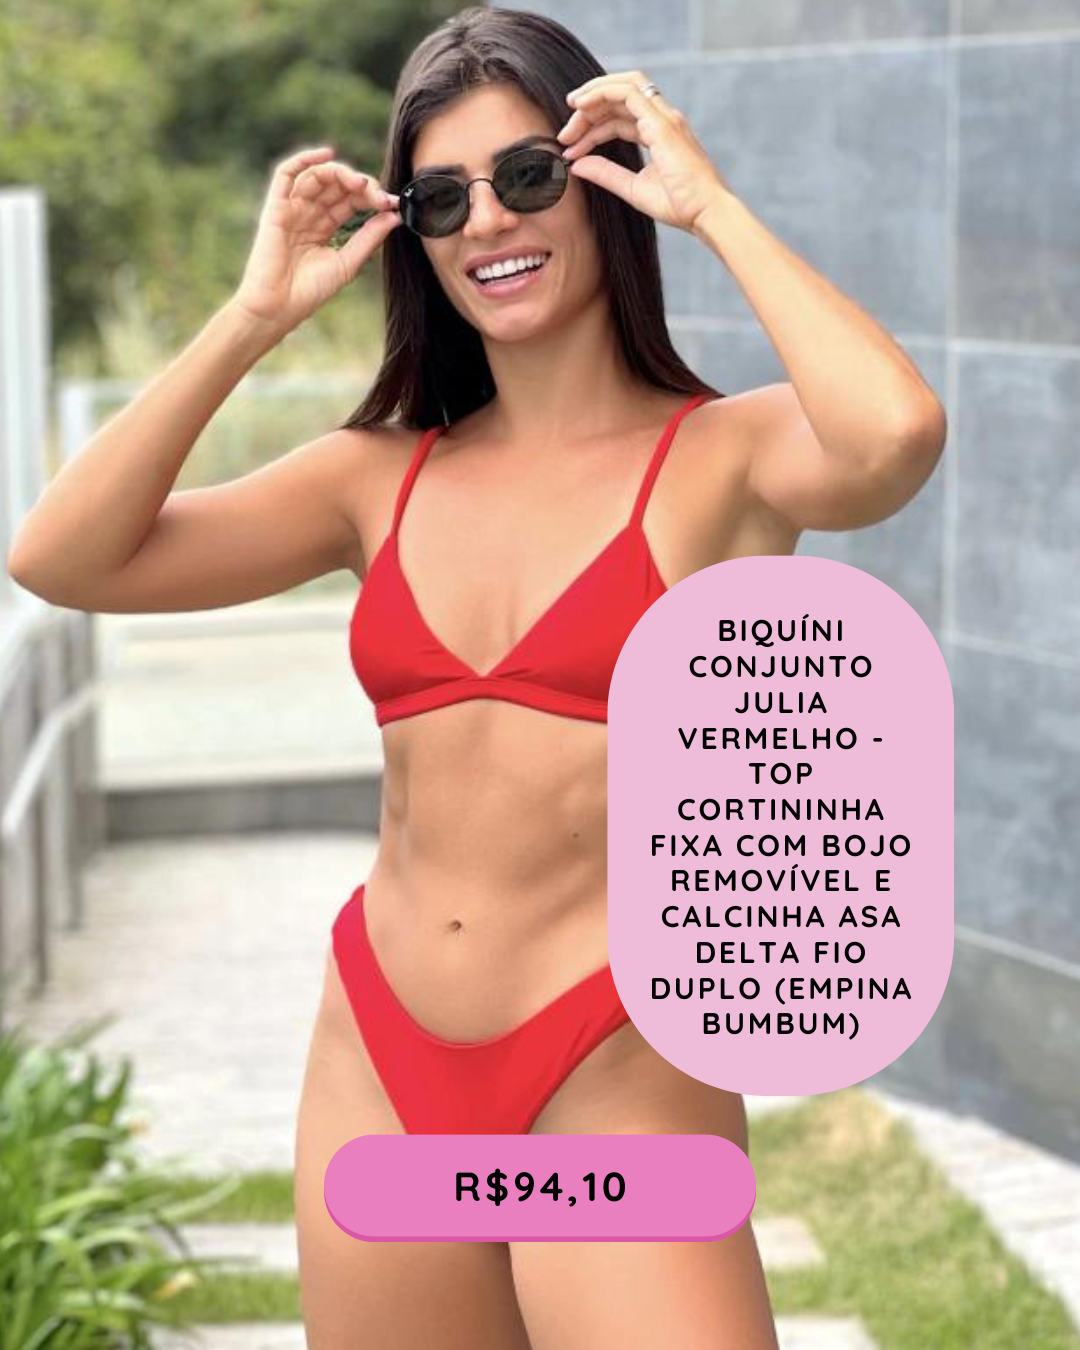 BIQUÍNI
CONJUNTO
JULIA
VERMELHO -
TOP
CORTININHA
FIXA COM BOJO
REMOVÍVEL E
CALCINHA ASA
DELTA FIO
DUPLO (EMPINA
BUMBUM)
R$94,10